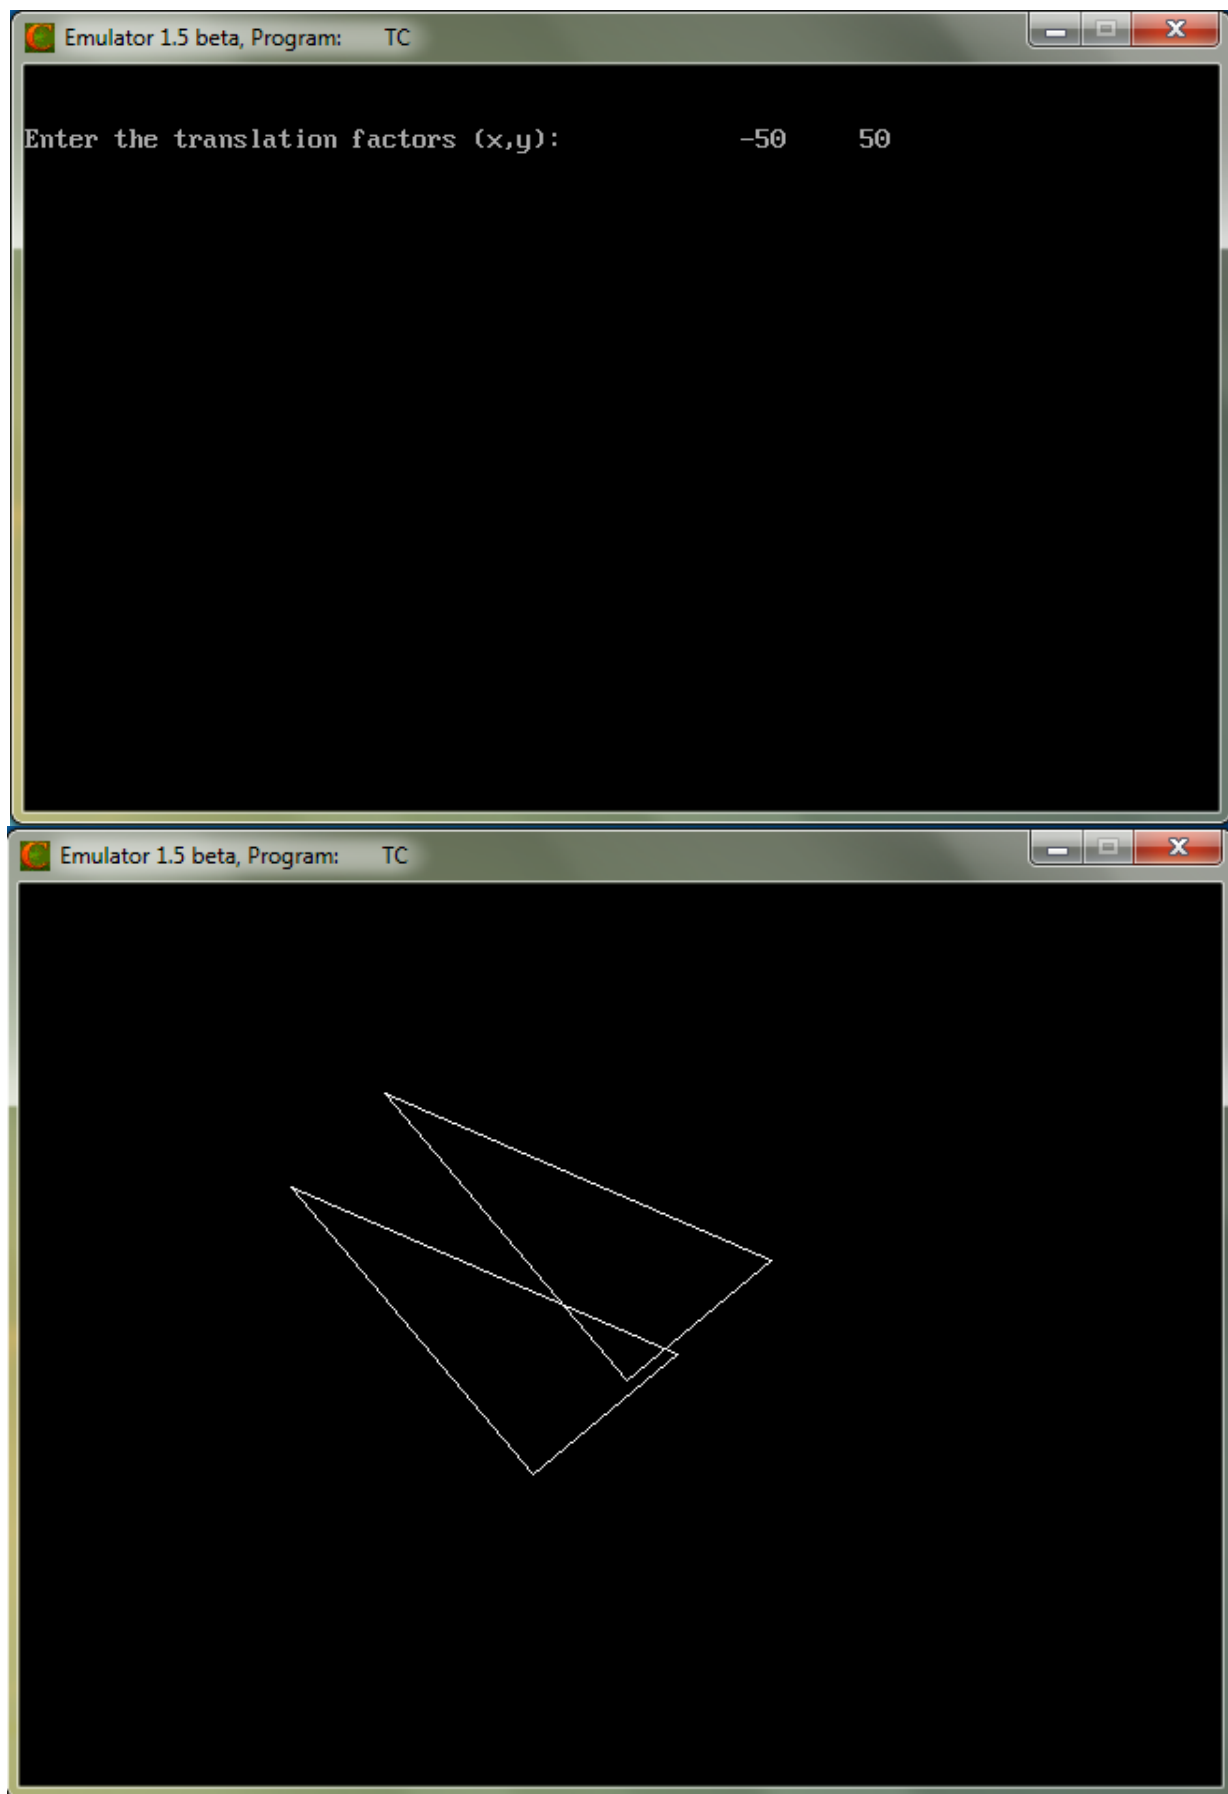 Emulator 1.5 beta, Program: TC
Enter the translation factors (x,y): -50 50
Emulator 1.5 beta, Program: TC